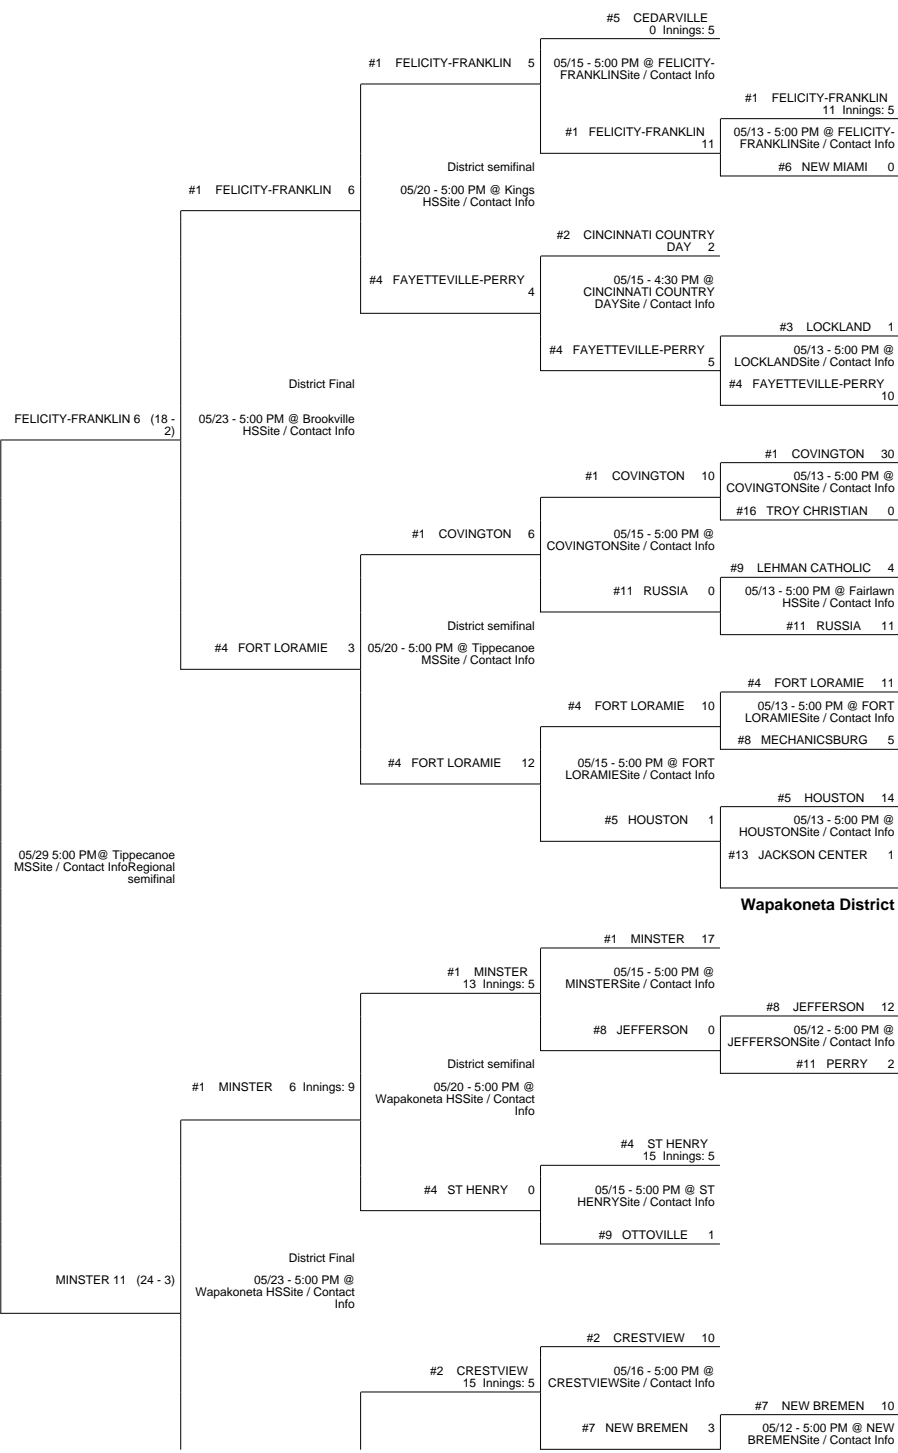 #5 CEDARVILLE
0 Innings: 5
#1 FELICITY-FRANKLIN 5
05/15 - 5:00 PM @ FELICITY-
FRANKLINSite / Contact Info
#1 FELICITY-FRANKLIN
11 Innings: 5
#1 FELICITY-FRANKLIN
11
05/13 - 5:00 PM @ FELICITY-
FRANKLINSite / Contact Info
#6 NEW MIAMI 0
District semifinal
#1 FELICITY-FRANKLIN 6
05/20 - 5:00 PM @ Kings
HSSite / Contact Info
#2 CINCINNATI COUNTRY
DAY 2
#4 FAYETTEVILLE-PERRY
4
05/15 - 4:30 PM @
CINCINNATI COUNTRY
DAYSite / Contact Info
#3 LOCKLAND 1
#4 FAYETTEVILLE-PERRY
5
05/13 - 5:00 PM @
LOCKLANDSite / Contact Info
#4 FAYETTEVILLE-PERRY
10
District Final
FELICITY-FRANKLIN 6 (18 -
2)
05/23 - 5:00 PM @ Brookville
HSSite / Contact Info
#1 COVINGTON 30
#1 COVINGTON 10
05/13 - 5:00 PM @
COVINGTONSite / Contact Info
#16 TROY CHRISTIAN 0
#1 COVINGTON 6
05/15 - 5:00 PM @
COVINGTONSite / Contact Info
#9 LEHMAN CATHOLIC 4
#11 RUSSIA 0
05/13 - 5:00 PM @ Fairlawn
HSSite / Contact Info
#11 RUSSIA 11
District semifinal
#4 FORT LORAMIE 3
05/20 - 5:00 PM @ Tippecanoe
MSSite / Contact Info
#4 FORT LORAMIE 11
#4 FORT LORAMIE 10
05/13 - 5:00 PM @ FORT
LORAMIESite / Contact Info
#8 MECHANICSBURG 5
#4 FORT LORAMIE 12
05/15 - 5:00 PM @ FORT
LORAMIESite / Contact Info
#5 HOUSTON 14
#5 HOUSTON 1
05/13 - 5:00 PM @
HOUSTONSite / Contact Info
#13 JACKSON CENTER 1
05/29 5:00 PM@ Tippecanoe
MSSite / Contact InfoRegional
semifinal
Wapakoneta District
#1 MINSTER 17
#1 MINSTER
13 Innings: 5
05/15 - 5:00 PM @
MINSTERSite / Contact Info
#8 JEFFERSON 12
#8 JEFFERSON 0
05/12 - 5:00 PM @
JEFFERSONSite / Contact Info
#11 PERRY 2
District semifinal
#1 MINSTER 6 Innings: 9
05/20 - 5:00 PM @
Wapakoneta HSSite / Contact
Info
#4 ST HENRY
15 Innings: 5
#4 ST HENRY 0
05/15 - 5:00 PM @ ST
HENRYSite / Contact Info
#9 OTTOVILLE 1
District Final
MINSTER 11 (24 - 3)
05/23 - 5:00 PM @
Wapakoneta HSSite / Contact
Info
#2 CRESTVIEW 10
#2 CRESTVIEW
15 Innings: 5
05/16 - 5:00 PM @
CRESTVIEWSite / Contact Info
#7 NEW BREMEN 10
#7 NEW BREMEN 3
05/12 - 5:00 PM @ NEW
BREMENSite / Contact Info